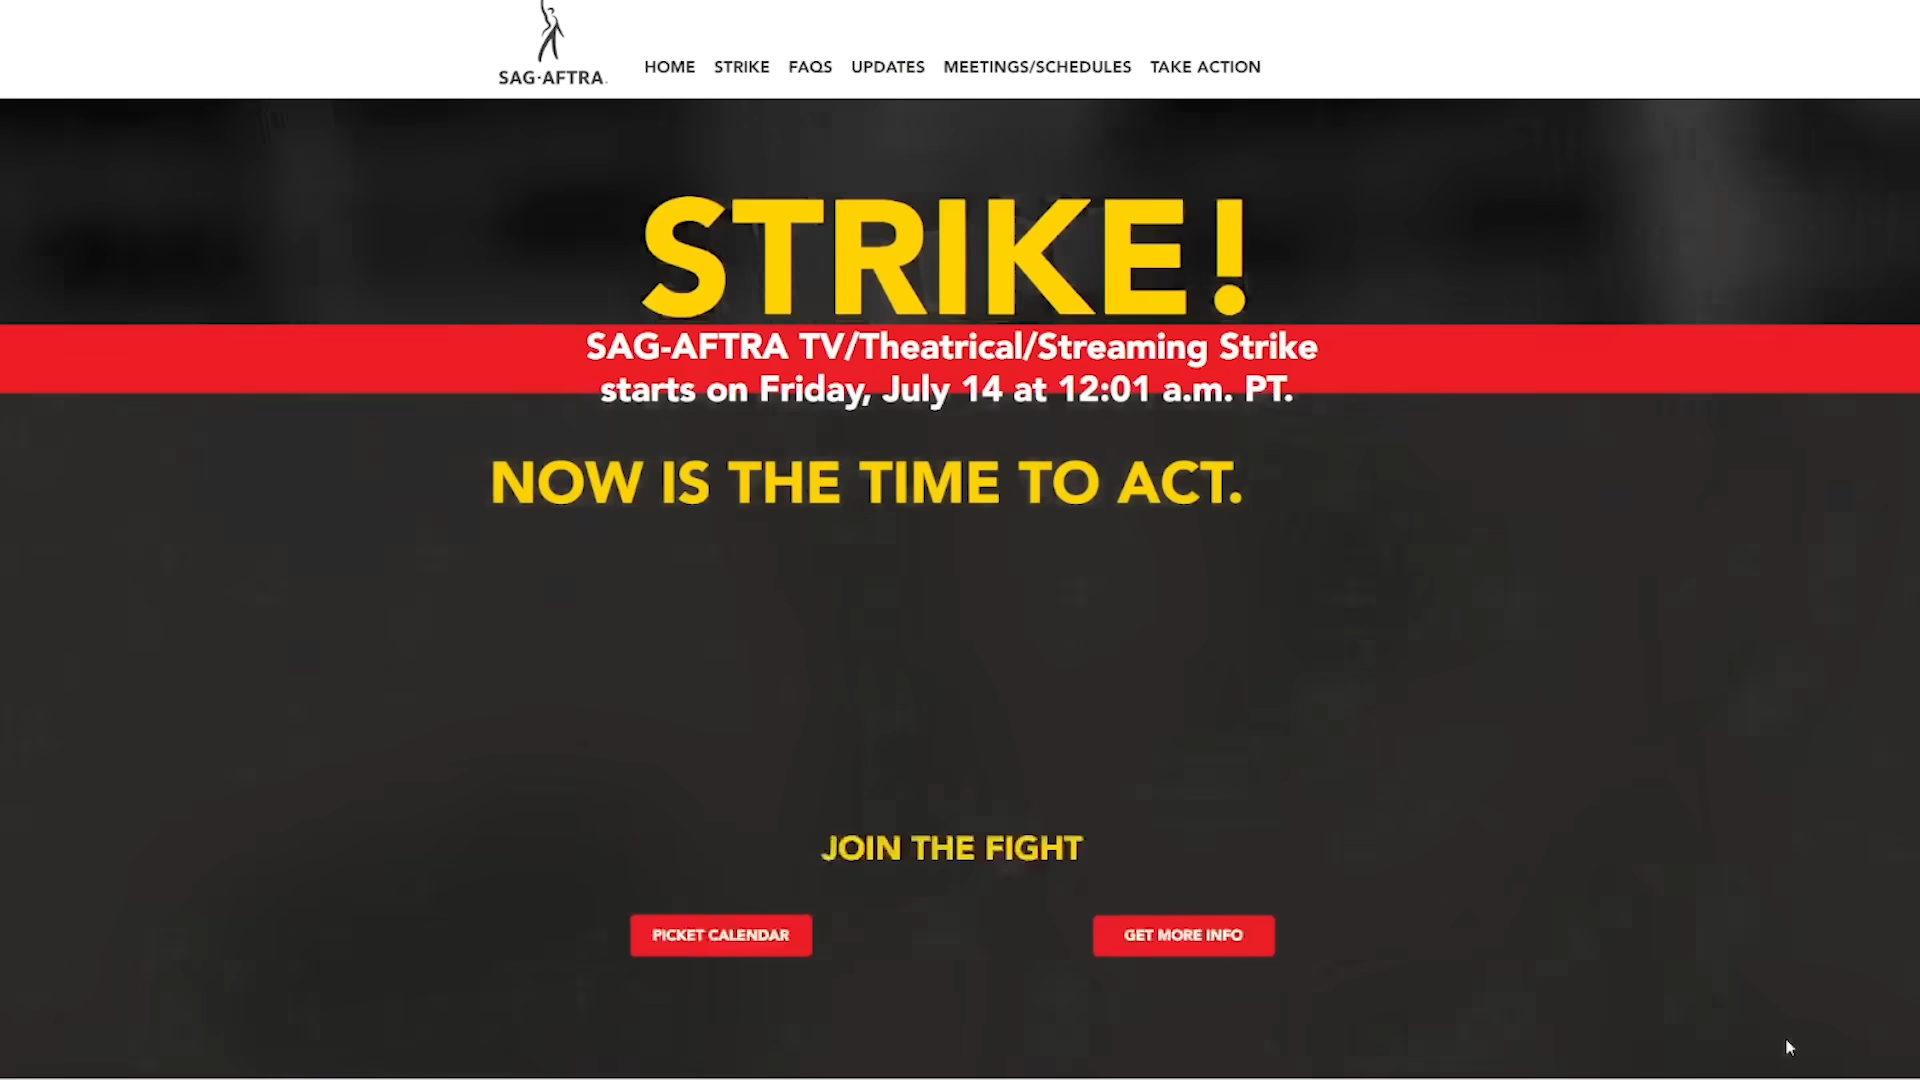 SAG·AFTRA.
HOME STRIKE FAQS UPDATES MEETINGS/SCHEDULES TAKE ACTION
STRIKE!
SAG-AFTRA TV/Theatrical/Streaming Strike
starts on Friday, July 14 at 12:01 a.m. PT.
NOW IS THE TIME TO ACT.
JOIN THE FIGHT
PICKET CALENDAR
GET MORE INFO